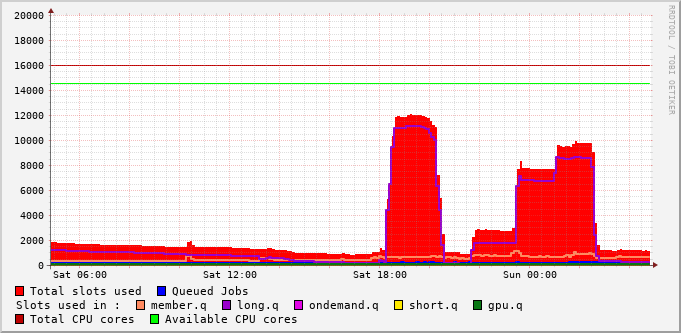 20000
18000
16000
14000
12000
10000
8000
6000
4000
2000
0
Sat 06:00 Sat 12:00 Sat 18:00 Sun 00:00
RRDTOOL / TOBI OETIKER
Total slots used Queued Jobs
Slots used in : member.q long.q ondemand.q short.q gpu.q
Total CPU cores Available CPU cores